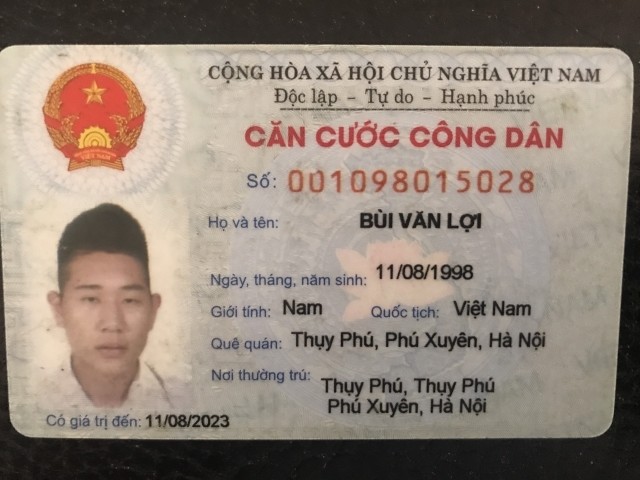 CỘNG HÒA XÃ HỘI CHỦ NGHĨA VIỆT NAM
Độc lập - Tự do - Hạnh phúc
CĂN CƯỚC CÔNG DÂN
Số: 001098015028
Họ và tên: BÙI VĂN LỢI
Ngày, tháng, năm sinh: 11/08/1998
Giới tính: Nam Quốc tịch: Việt Nam
Quê quán: Thụy Phú, Phú Xuyên, Hà Nội
Nơi thường trú: Thụy Phú, Thụy Phú
Phú Xuyên, Hà Nội
Có giá trị đến: 11/08/2023
VIỆT NAM